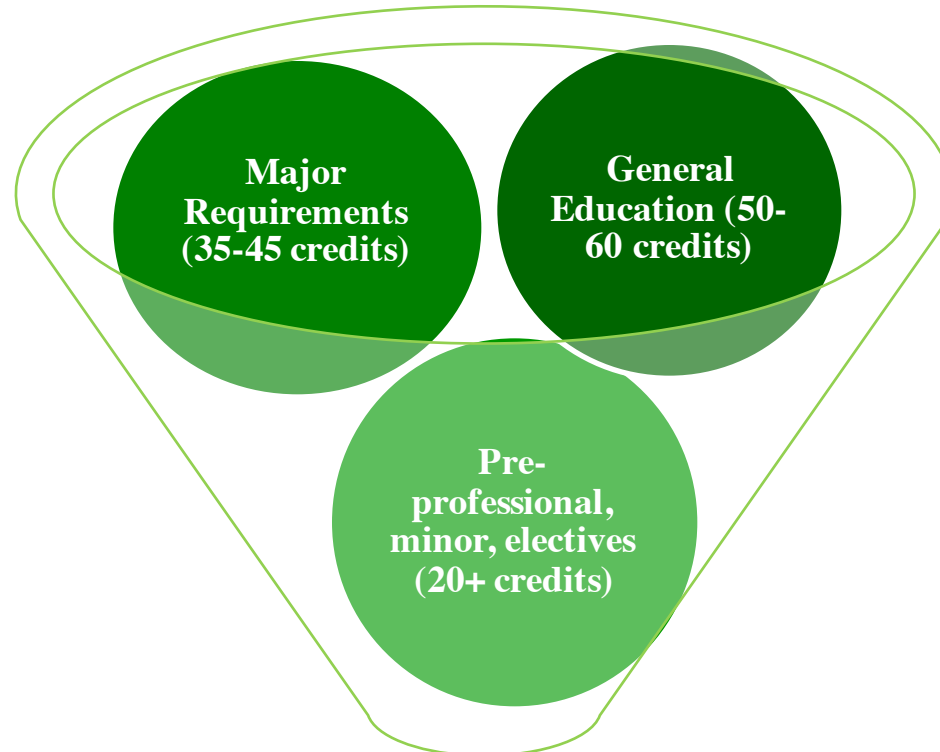 Major
Requirements
(35-45 credits)
General
Education (50-
60 credits)
Pre-
professional,
minor, electives
(20+ credits)